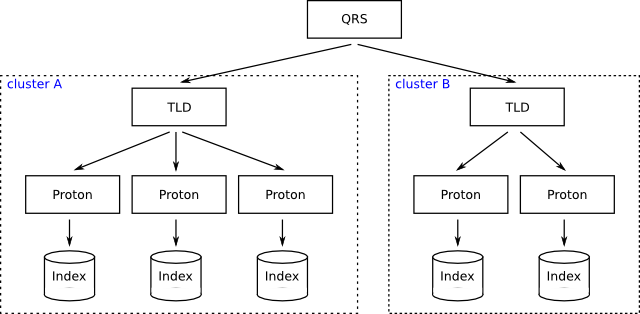 QRS
cluster A
cluster B
TLD
TLD
Proton
Proton
Proton
Proton
Proton
Index
Index
Index
Index
Index